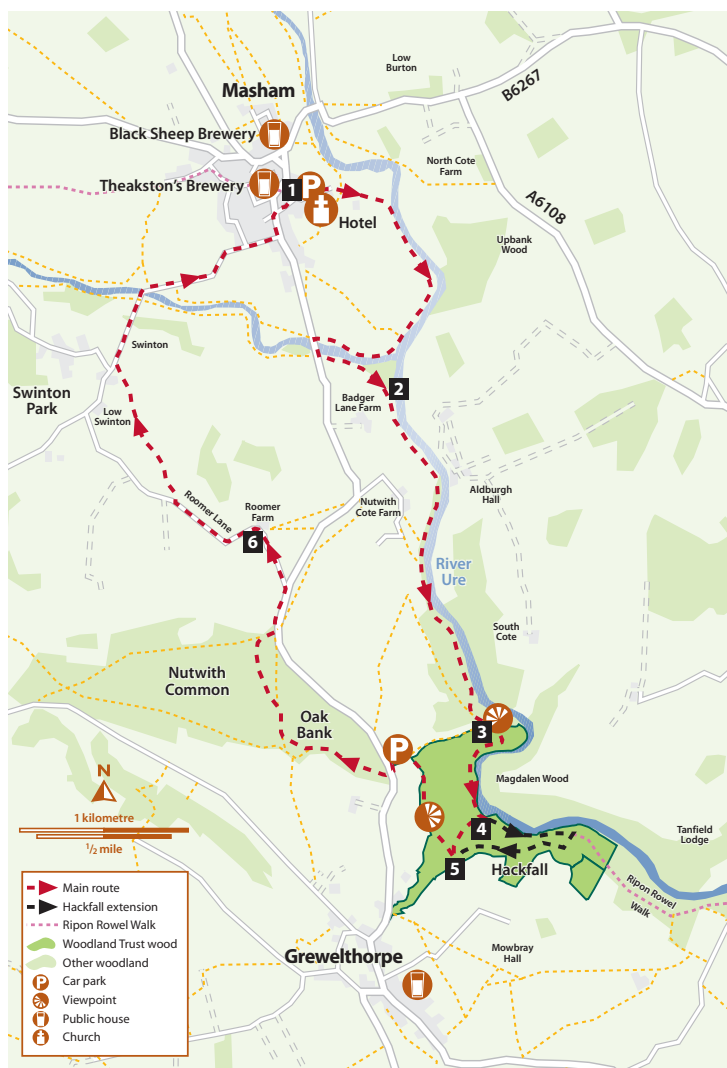 Low
Burton
B6267
Masham
Black Sheep Brewery
North Cote
Farm
Theakston's Brewery
1
P
A6108
Hotel
Upbank
Wood
Swinton
Swinton
Park
Low
Swinton
2
Badger
Lane Farm
Roomer Lane
Roomer
Farm
Nutwith
Cote Farm
Aldburgh
Hall
6
River
Ure
South
Cote
Nutwith
Common
Oak
Bank
3
P
Magdalen Wood
N
1 kilometre
1/2 mile
4
Tanfield
Lodge
5
Hackfall
Ripon Rowel
Walk
Grewelthorpe
Mowbray
Hall
Main route
Hackfall extension
Ripon Rowel Walk
Woodland Trust wood
Other woodland
P
Car park
Viewpoint
Public house
Church